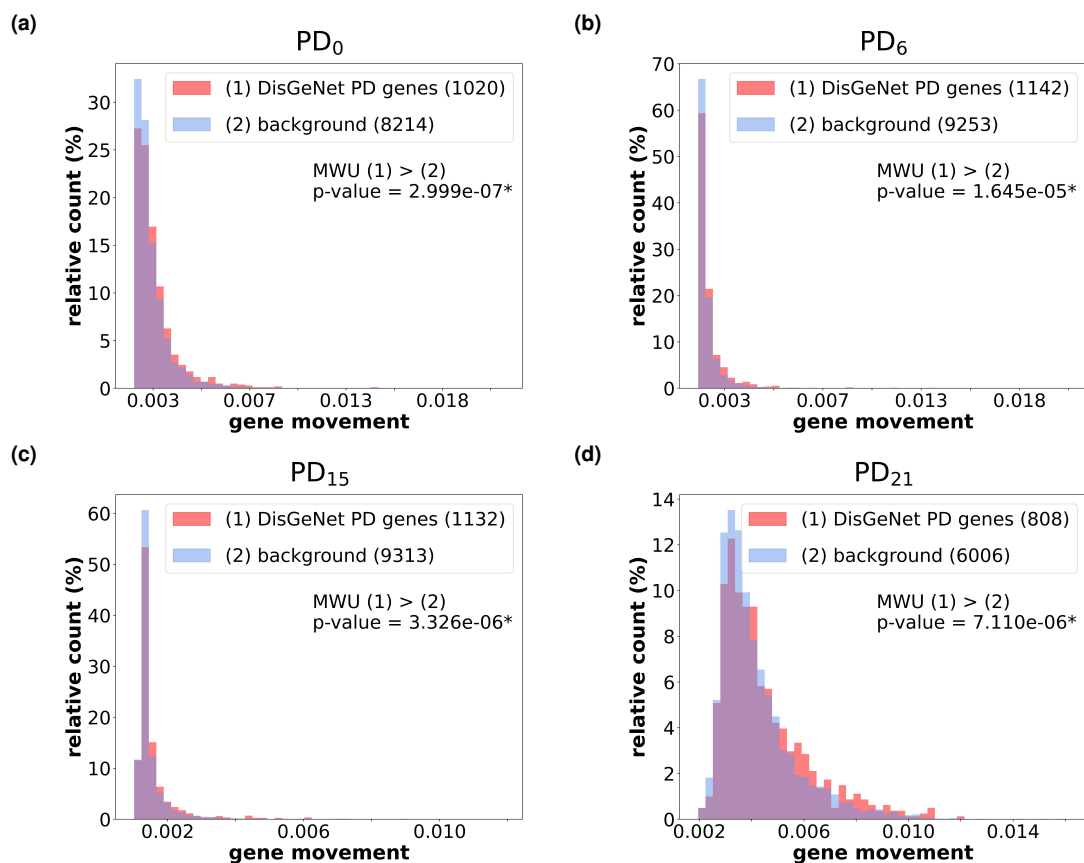 (a)
PD0
relative count (%)
30
25
20
15
10
5
0
(1) DisGeNet PD genes (1020)
(2) background (8214)
MWU (1) > (2)
p-value = 2.999e-07*
0.003 0.007 0.013 0.018
gene movement
(b)
PD6
relative count (%)
70
60
50
40
30
20
10
0
(1) DisGeNet PD genes (1142)
(2) background (9253)
MWU (1) > (2)
p-value = 1.645e-05*
0.003 0.007 0.013 0.018
gene movement
(c)
PD15
relative count (%)
60
50
40
30
20
10
0
(1) DisGeNet PD genes (1132)
(2) background (9313)
MWU (1) > (2)
p-value = 3.326e-06*
0.002 0.006 0.010
gene movement
(d)
PD21
relative count (%)
14
12
10
8
6
4
2
0
(1) DisGeNet PD genes (808)
(2) background (6006)
MWU (1) > (2)
p-value = 7.110e-06*
0.002 0.006 0.010 0.014
gene movement